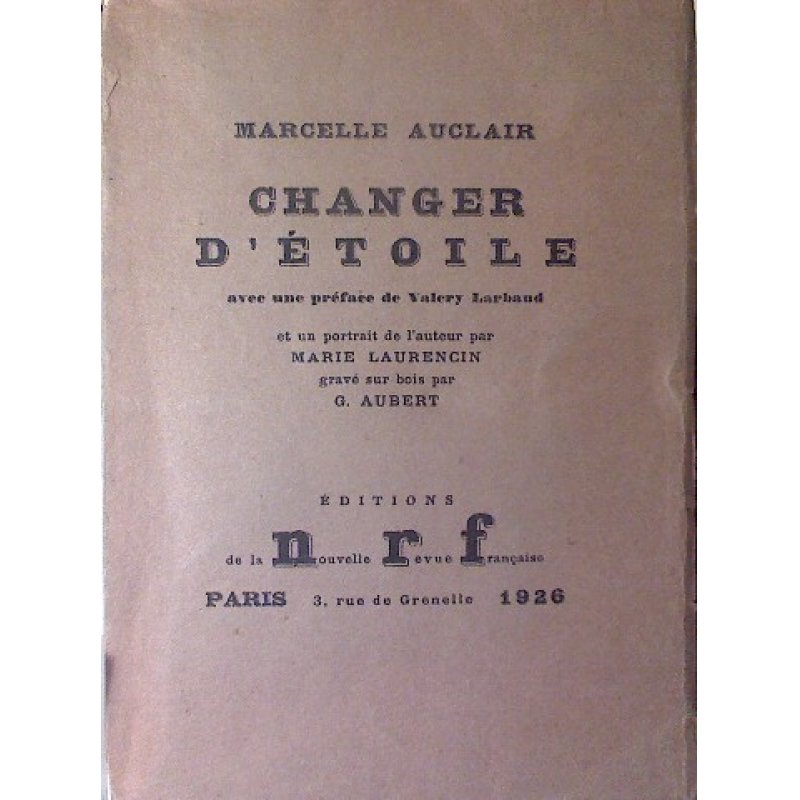 MARCELLE AUCLAIR
CHANGER
D'ÉTOILE
avec une préface de Valery Larbaud
et un portrait de l'auteur par
MARIE LAURENCIN
gravé sur bois par
G. AUBERT
ÉDITIONS
de la nouvelle revue française
PARIS 3, rue de Grenelle 1926